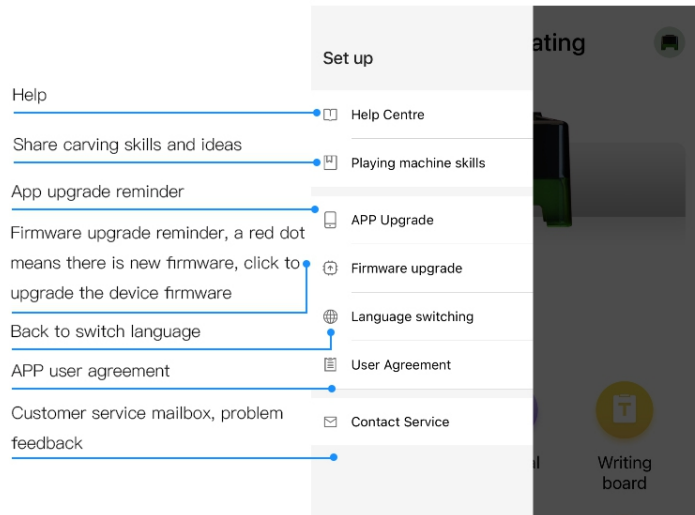 ating
Set up
Help
Help Centre
Share carving skills and ideas
Playing machine skills
App upgrade reminder
APP Upgrade
Firmware upgrade reminder, a red dot
means there is new firmware, click to
upgrade the device firmware
Firmware upgrade
Back to switch language
Language switching
APP user agreement
User Agreement
Customer service mailbox, problem
feedback
Contact Service
Writing
board